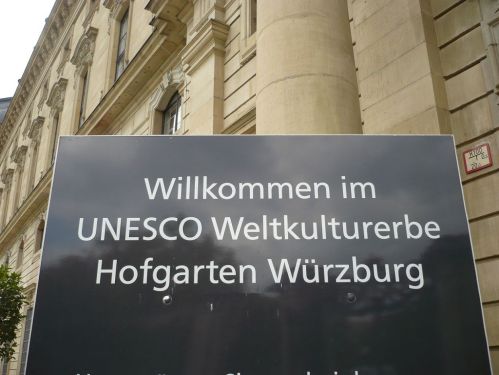 Willkommen im
UNESCO Weltkulturerbe
Hofgarten Würzburg